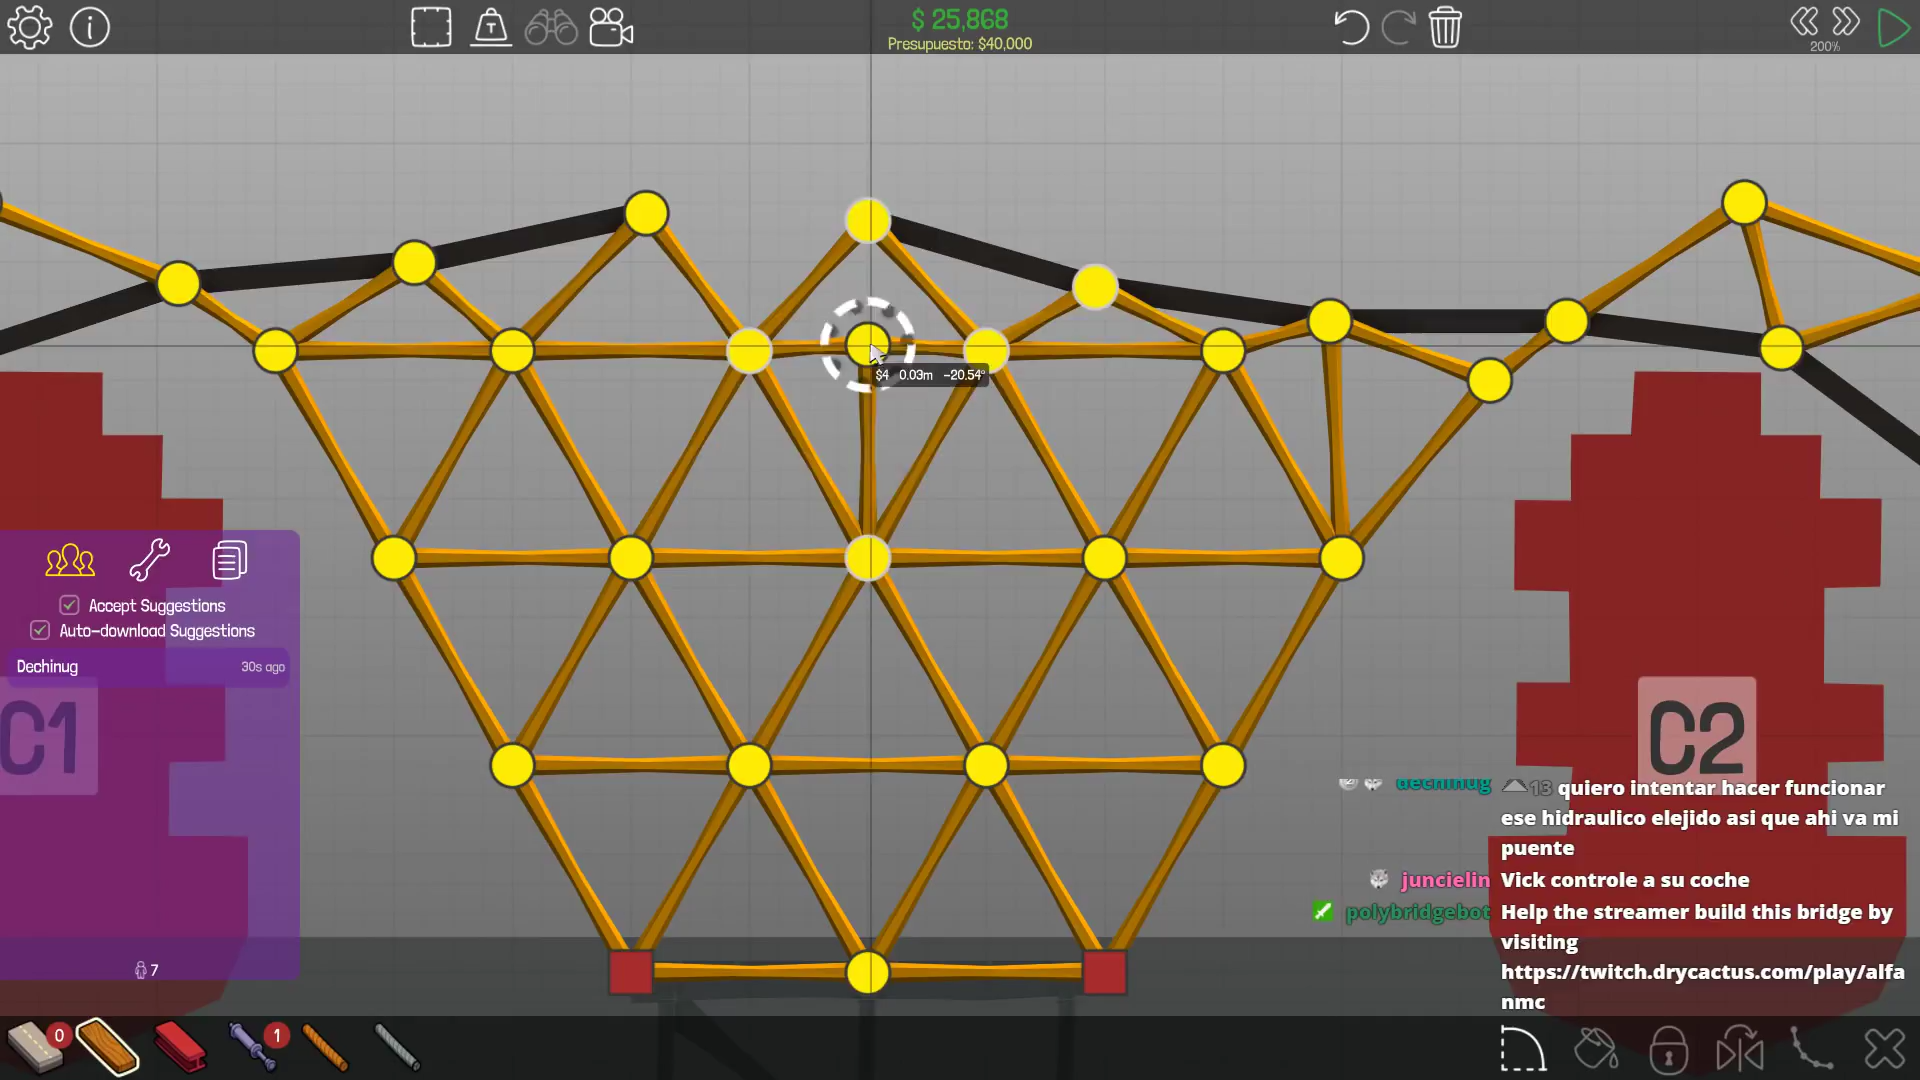 $ 25,868
Presupuesto: $40,000
200%
$4 0.03m -20.54°
Accept Suggestions
Auto-download Suggestions
Dechinug 30s ago
C1
C2
7
dechinug 13 quiero intentar hacer funcionar
ese hidraulico elejido asi que ahi va mi
puente
juncielin Vick controle a su coche
polybridgebot Help the streamer build this bridge by
visiting
https://twitch.drycactus.com/play/alfa
nmc
0
1